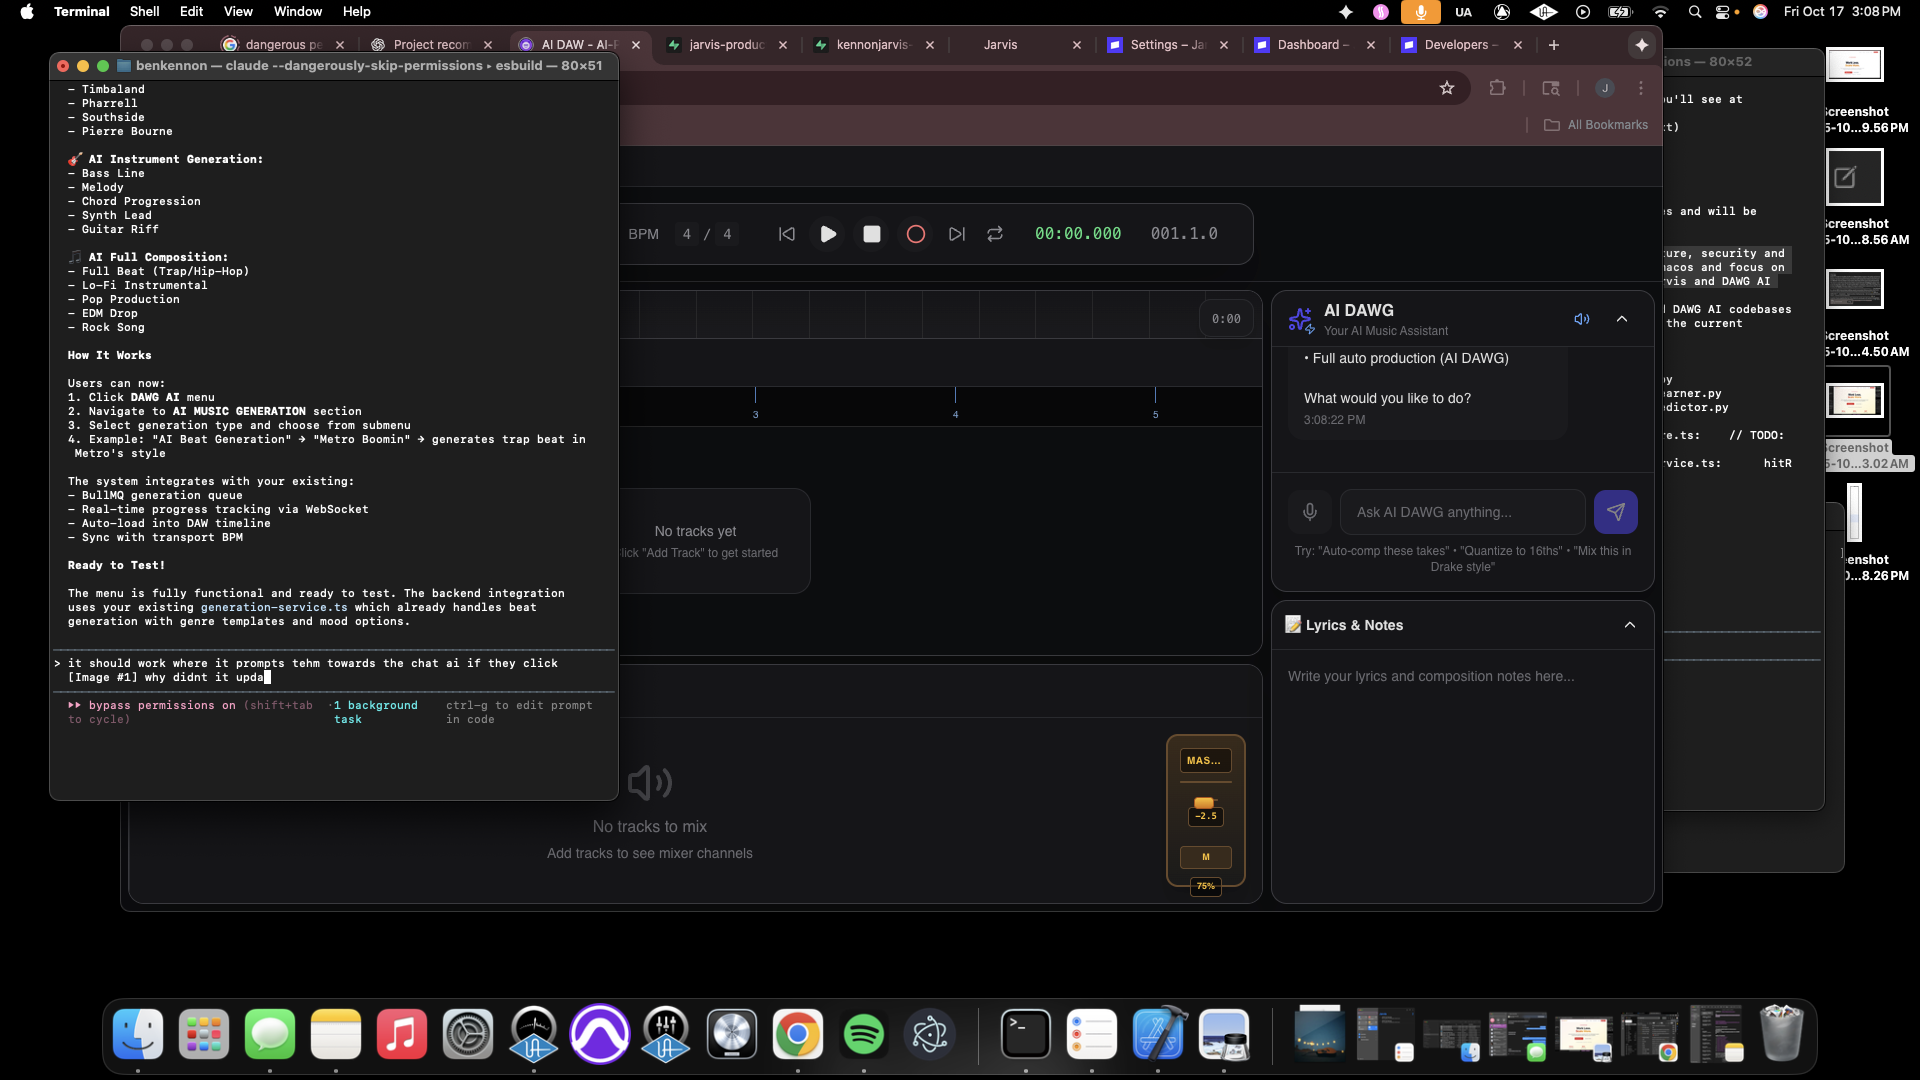 Terminal Shell Edit View Window Help
UA
Fri Oct 17 3:08 PM
dangerous pe
Project recom
AI DAW - AI-P
jarvis-produc
kennonjarvis-
Jarvis
Settings – Ja
Dashboard –
Developers –
All Bookmarks
benkennon — claude --dangerously-skip-permissions ▸ esbuild — 80×51
- Timbaland
- Pharrell
- Southside
- Pierre Bourne
🎸 AI Instrument Generation:
- Bass Line
- Melody
- Chord Progression
- Synth Lead
- Guitar Riff
🎵 AI Full Composition:
- Full Beat (Trap/Hip-Hop)
- Lo-Fi Instrumental
- Pop Production
- EDM Drop
- Rock Song
How It Works
Users can now:
1. Click DAWG AI menu
2. Navigate to AI MUSIC GENERATION section
3. Select generation type and choose from submenu
4. Example: "AI Beat Generation" → "Metro Boomin" → generates trap beat in
Metro's style
The system integrates with your existing:
- BullMQ generation queue
- Real-time progress tracking via WebSocket
- Auto-load into DAW timeline
- Sync with transport BPM
Ready to Test!
The menu is fully functional and ready to test. The backend integration
uses your existing generation-service.ts which already handles beat
generation with genre templates and mood options.
> it should work where it prompts tehm towards the chat ai if they click
[Image #1] why didnt it upda
⏵⏵ bypass permissions on (shift+tab to cycle)
· 1 background task
ctrl-g to edit prompt in code
BPM 4 / 4
00:00.000 001.1.0
0:00
3 4 5
No tracks yet
lick "Add Track" to get started
No tracks to mix
Add tracks to see mixer channels
MAS...
-2.5
M
75%
AI DAWG
Your AI Music Assistant
• Full auto production (AI DAWG)
What would you like to do?
3:08:22 PM
Ask AI DAWG anything...
Try: "Auto-comp these takes" • "Quantize to 16ths" • "Mix this in
Drake style"
📝 Lyrics & Notes
Write your lyrics and composition notes here...
J
ions — 80×52
u'll see at
t)
s and will be
ture, security and
macos and focus on
rvis and DAWG AI
DAWG AI codebases
the current
y
earner.py
edictor.py
e.ts: // TODO:
vice.ts: hitR
Screenshot
5-10...9.56 PM
Screenshot
5-10...8.56 AM
Screenshot
5-10...4.50 AM
Screenshot
5-10...3.02 AM
enshot
0...8.26 PM